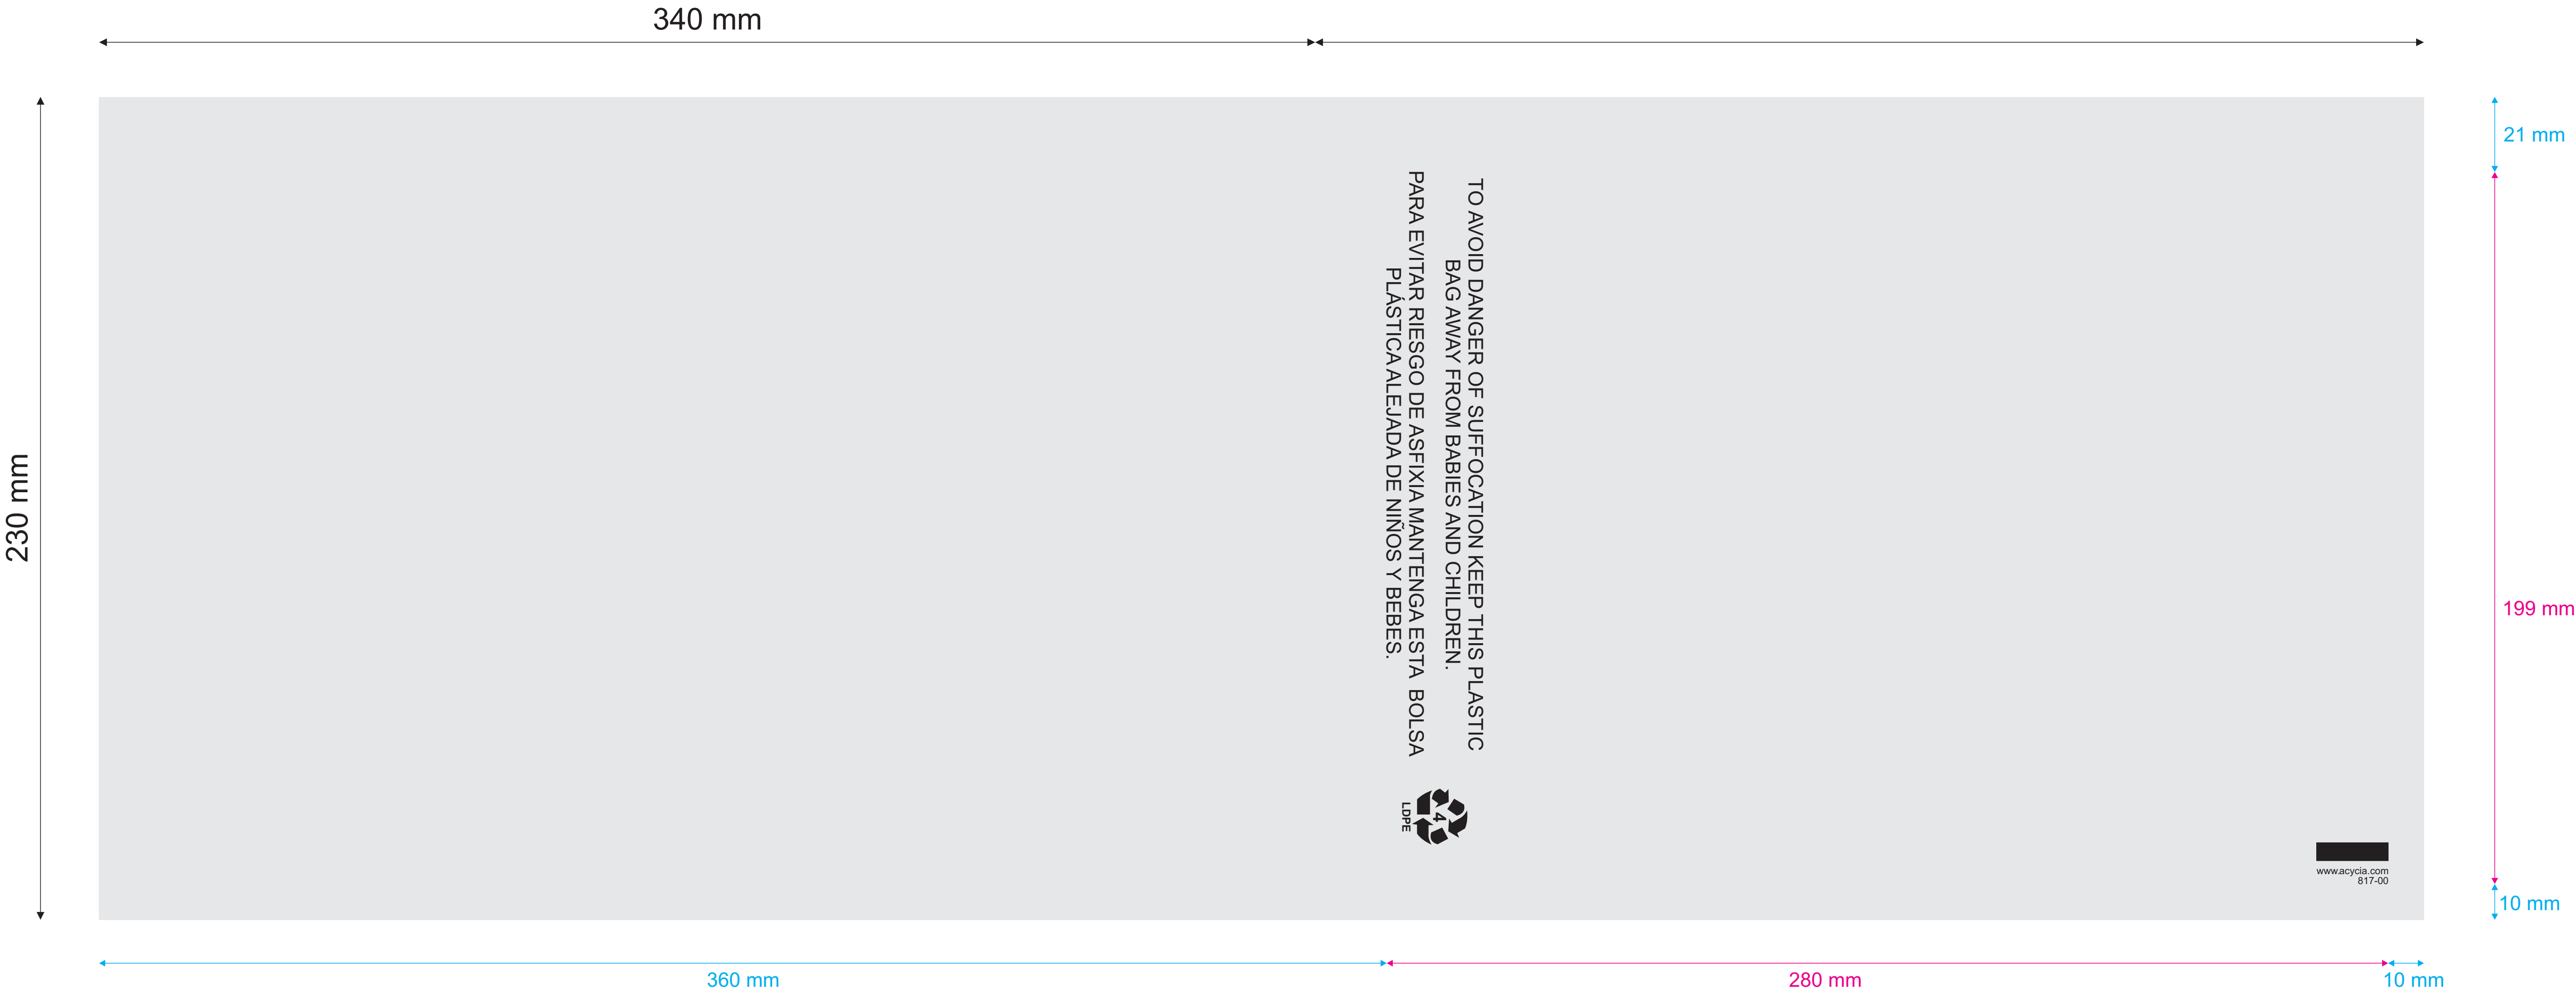 340 mm
230 mm
21 mm
199 mm
10 mm
TO AVOID DANGER OF SUFFOCATION KEEP THIS PLASTIC
BAG AWAY FROM BABIES AND CHILDREN.
PARA EVITAR RIESGO DE ASFIXIA MANTENGA ESTA BOLSA
PLÁSTICA ALEJADA DE NIÑOS Y BEBES.
4
LDPE
www.acycia.com
817-00
360 mm
280 mm
10 mm